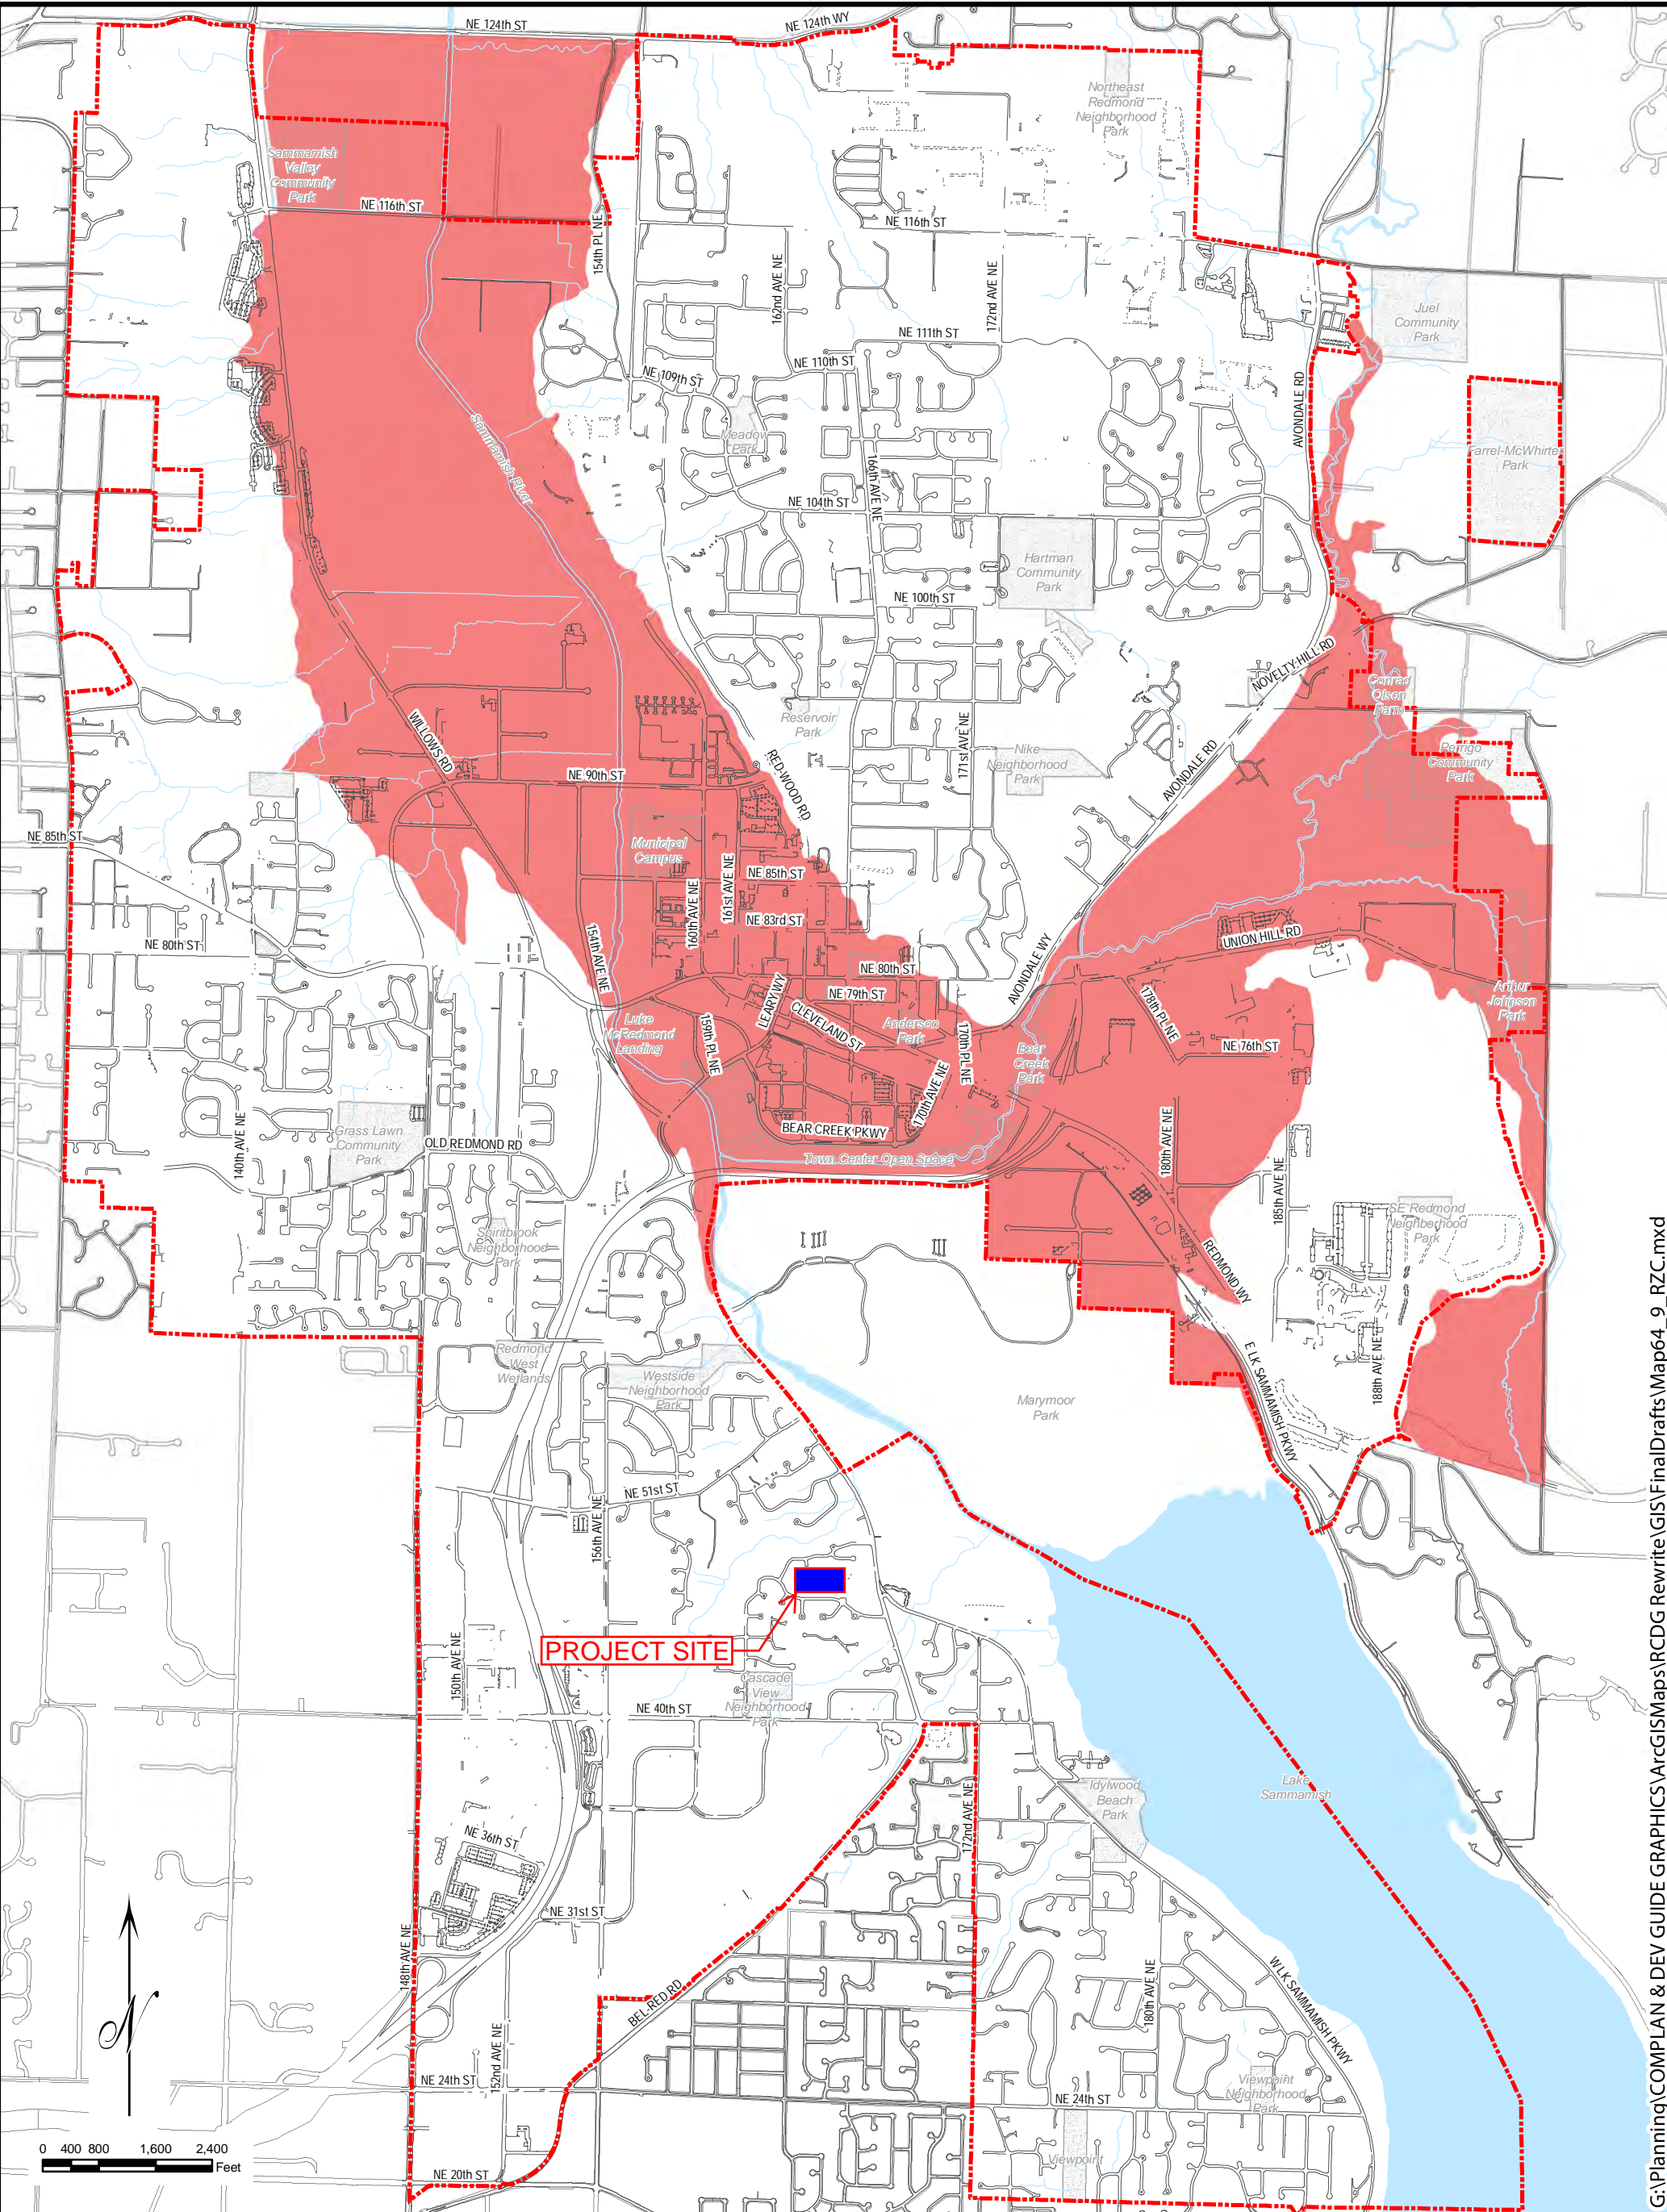 NE 124th ST
NE 124th WY
Northeast
Redmond
Neighborhood
Park
Sammamish
Valley
Community
Park
NE 116th ST
NE 116th ST
154th PL NE
162nd AVE NE
172nd AVE NE
Juel
Community
Park
NE 111th ST
NE 110th ST
NE 109th ST
AVONDALE RD
Meadow
Park
Sammamish River
166th AVE NE
Farrel-McWhirter
Park
NE 104th ST
Hartman
Community
Park
NE 100th ST
NOVELTY HILL RD
Conrad
Olson
Farm
WILLOWS RD
Reservoir
Park
171st AVE NE
Nike
Neighborhood
Park
RED-WOOD RD
AVONDALE RD
Perrigo
Community
Park
NE 90th ST
NE 85th ST
Municipal
Campus
160th AVE NE
161st AVE NE
NE 85th ST
NE 83rd ST
NE 80th ST
154th AVE NE
UNION HILL RD
NE 80th ST
AVONDALE WY
LEARY WY
NE 79th ST
CLEVELAND ST
Anderson
Park
178th PL NE
Arthur
Johnson
Park
Luke
McRedmond
Landing
159th PL NE
170th PL NE
Bear
Creek
Park
NE 76th ST
170th AVE NE
140th AVE NE
Grass Lawn
Community
Park
OLD REDMOND RD
BEAR CREEK PKWY
Town Center Open Space
180th AVE NE
185th AVE NE
SE Redmond
Neighborhood
Park
Spiritbrook
Neighborhood
Park
REDMOND WY
Redmond
West
Wetlands
Westside
Neighborhood
Park
Marymoor
Park
E LK SAMMAMISH PKWY
188th AVE NE
NE 51st ST
156th AVE NE
PROJECT SITE
150th AVE NE
Cascade
View
Neighborhood
Park
NE 40th ST
Idylwood
Beach
Park
Lake
Sammamish
172nd AVE NE
NE 36th ST
NE 31st ST
148th AVE NE
BEL-RED RD
180th AVE NE
W LK SAMMAMISH PKWY
N
152nd AVE NE
NE 24th ST
NE 24th ST
Viewpoint
Neighborhood
Park
Viewpoint
0 400 800 1,600 2,400
Feet
NE 20th ST
G:\Planning\COMPLAN & DEV GUIDE GRAPHICS\ArcGISMaps\RCDG Rewrite\GIS\FinalDrafts\Map64_9_RZC.mxd